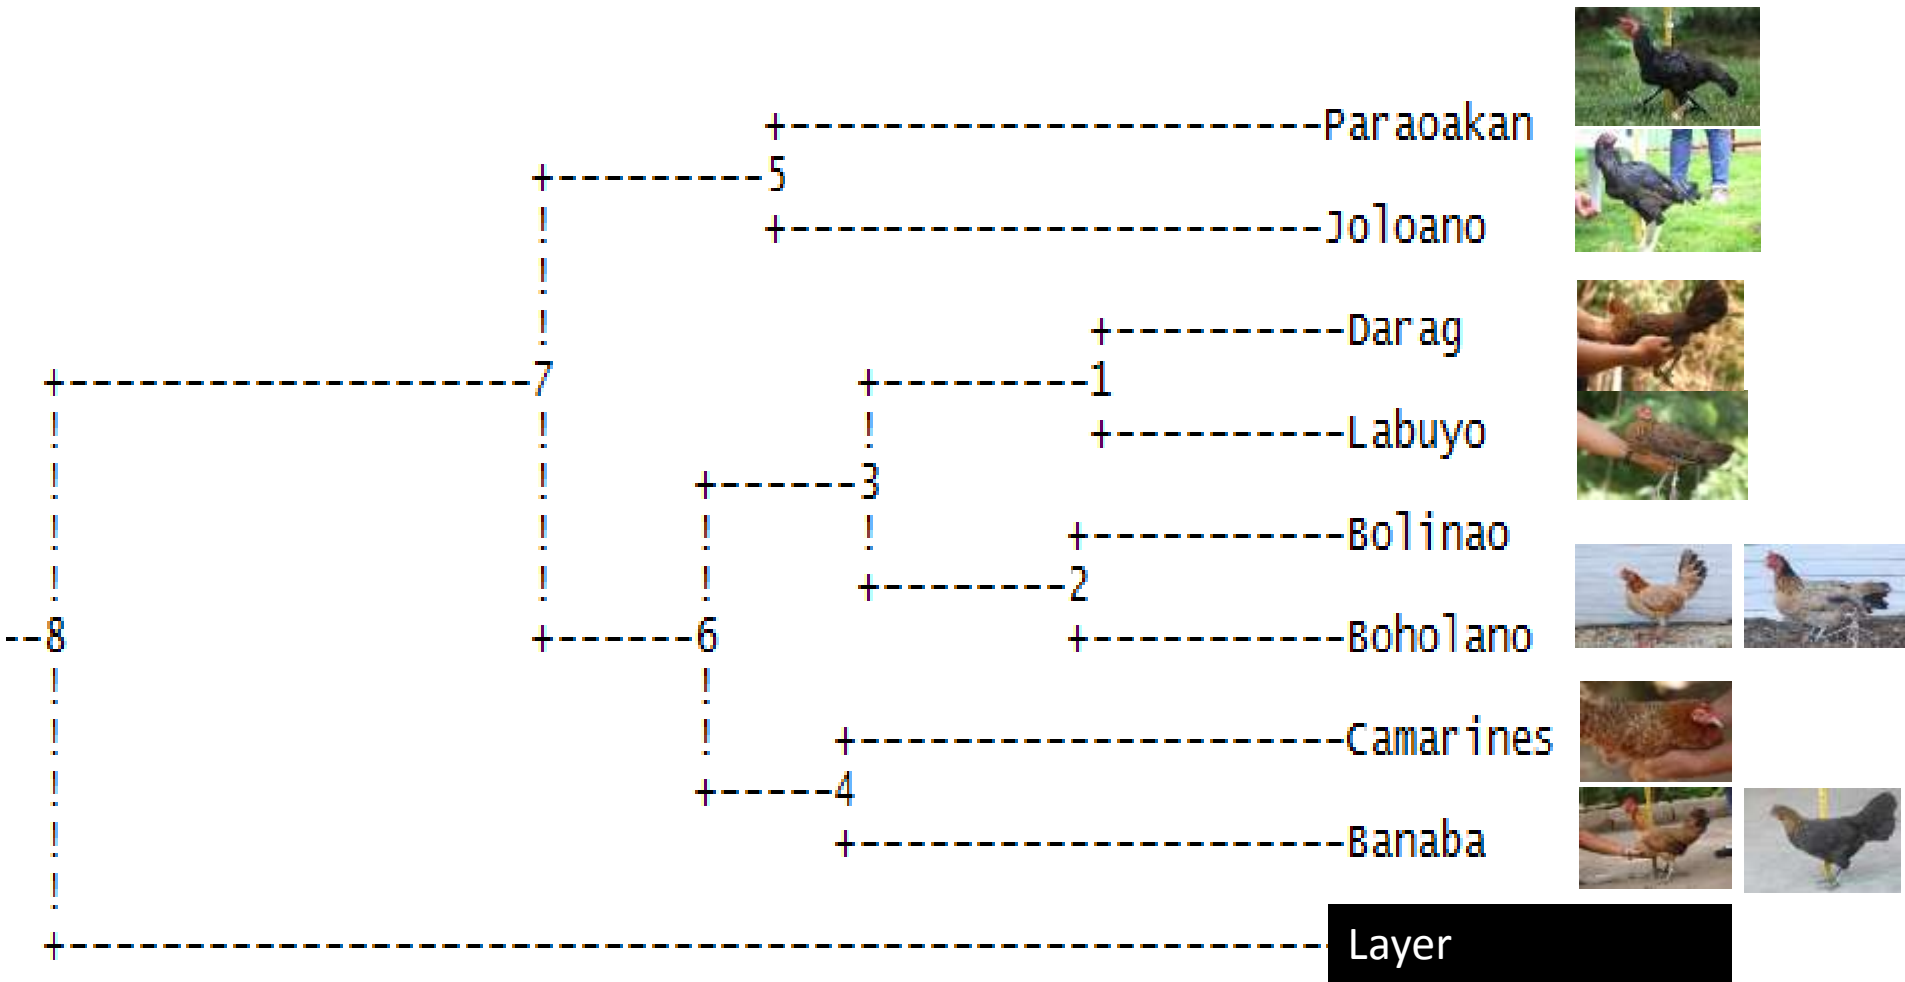 +----------------------Paraoakan
+---------5
! +----------------------Joloano
!
! +----------Darag
+-------------------7 +---------1
! ! ! +----------Labuyo
! ! +------3
! ! ! ! +-----------Bolinao
! ! ! +--------2
--8 +------6 +-----------Boholano
! !
! ! +--------------------Camarines
! +-----4
! +--------------------Banaba
!
+----------------------------------------------------Layer